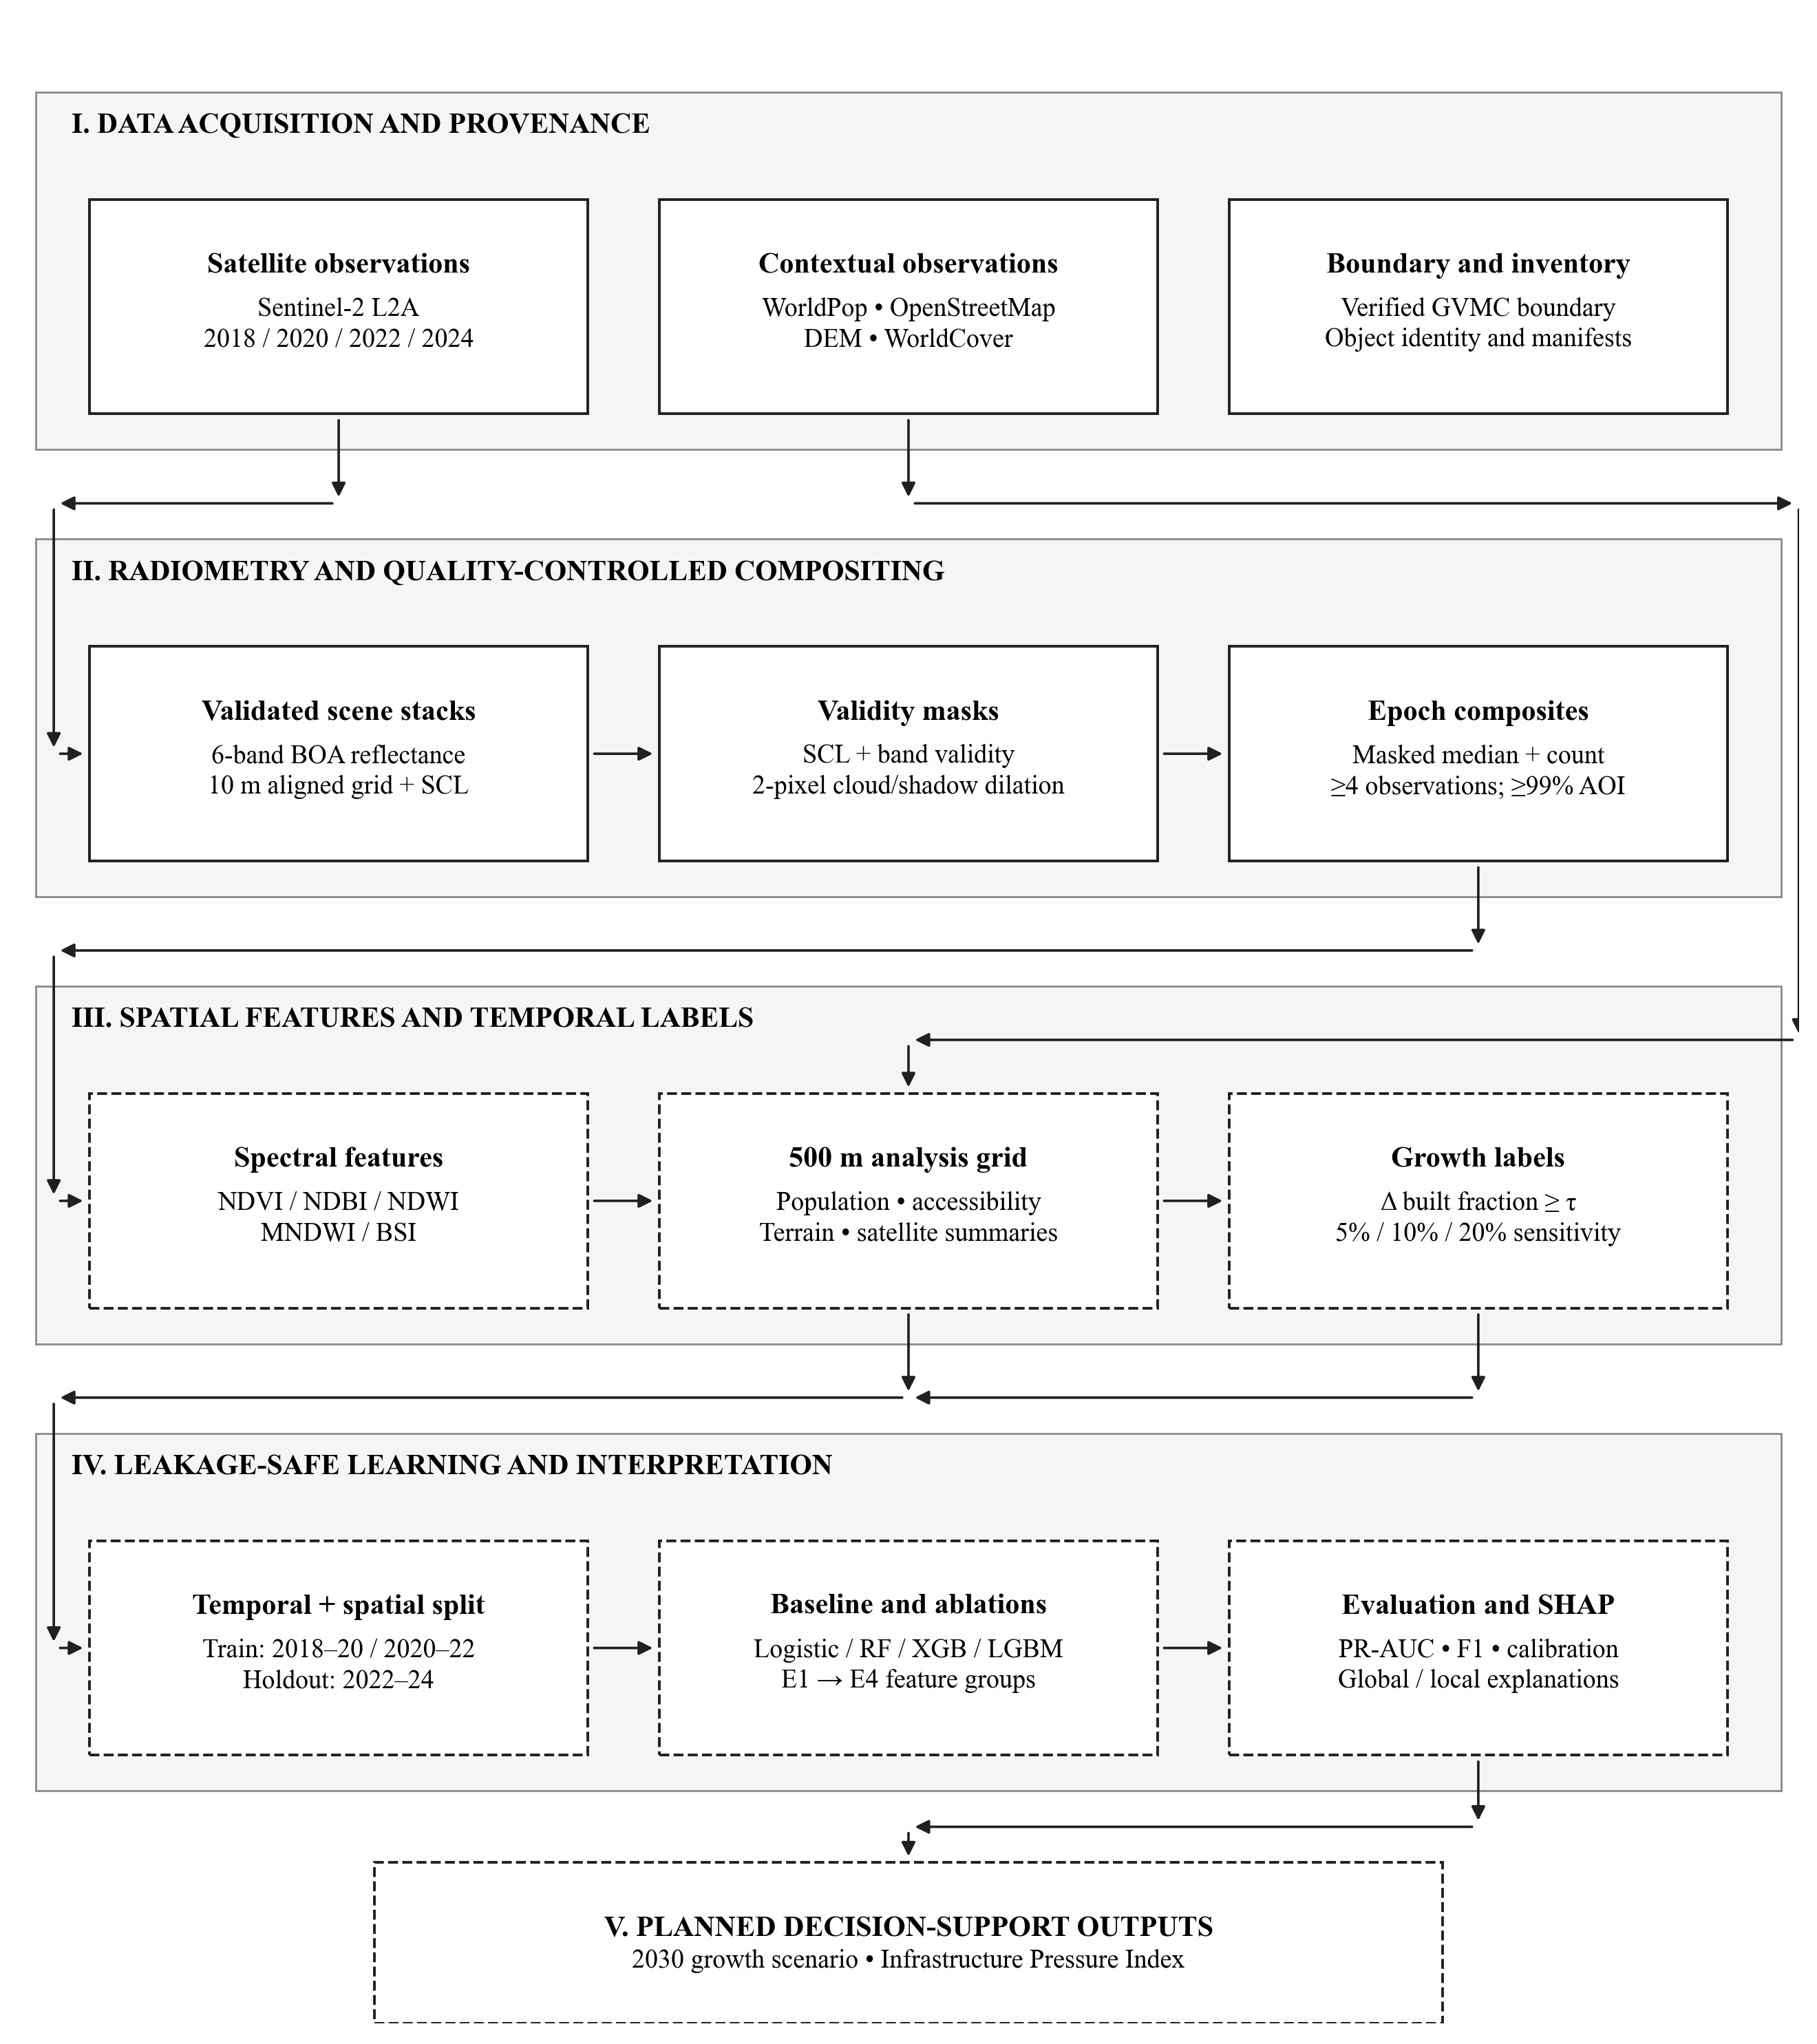 I. DATA ACQUISITION AND PROVENANCE
Satellite observations
Sentinel-2 L2A
2018 / 2020 / 2022 / 2024
Contextual observations
WorldPop • OpenStreetMap
DEM • WorldCover
Boundary and inventory
Verified GVMC boundary
Object identity and manifests
II. RADIOMETRY AND QUALITY-CONTROLLED COMPOSITING
Validated scene stacks
6-band BOA reflectance
10 m aligned grid + SCL
Validity masks
SCL + band validity
2-pixel cloud/shadow dilation
Epoch composites
Masked median + count
≥4 observations; ≥99% AOI
III. SPATIAL FEATURES AND TEMPORAL LABELS
Spectral features
NDVI / NDBI / NDWI
MNDWI / BSI
500 m analysis grid
Population • accessibility
Terrain • satellite summaries
Growth labels
Δ built fraction ≥ τ
5% / 10% / 20% sensitivity
IV. LEAKAGE-SAFE LEARNING AND INTERPRETATION
Temporal + spatial split
Train: 2018–20 / 2020–22
Holdout: 2022–24
Baseline and ablations
Logistic / RF / XGB / LGBM
E1 → E4 feature groups
Evaluation and SHAP
PR-AUC • F1 • calibration
Global / local explanations
V. PLANNED DECISION-SUPPORT OUTPUTS
2030 growth scenario • Infrastructure Pressure Index